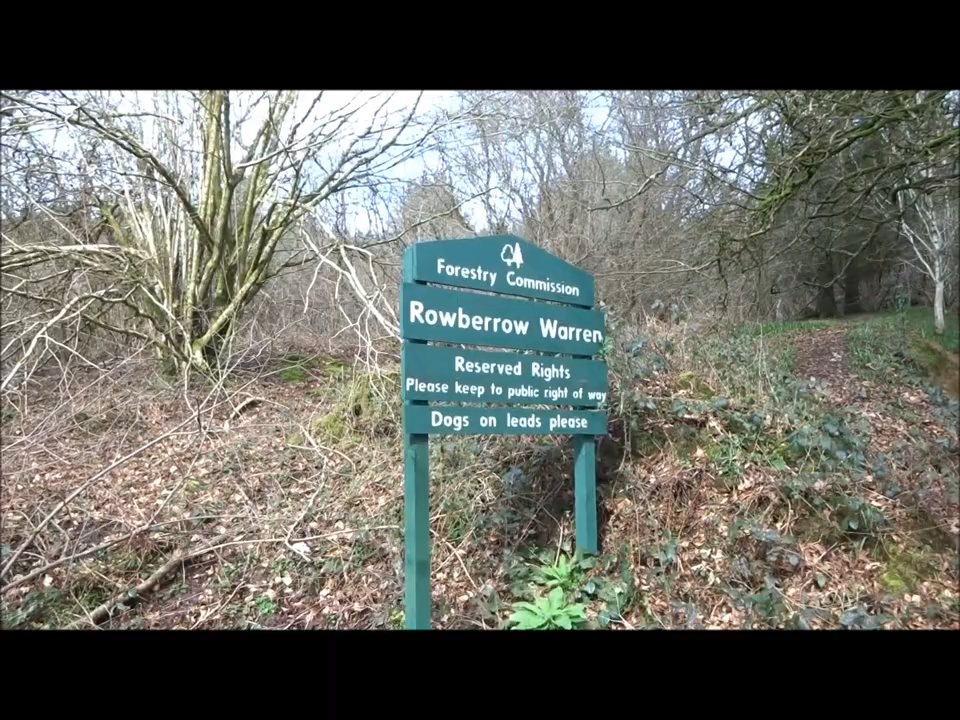 Forestry Commission
Rowberrow Warren
Reserved Rights
Please keep to public right of way
Dogs on leads please